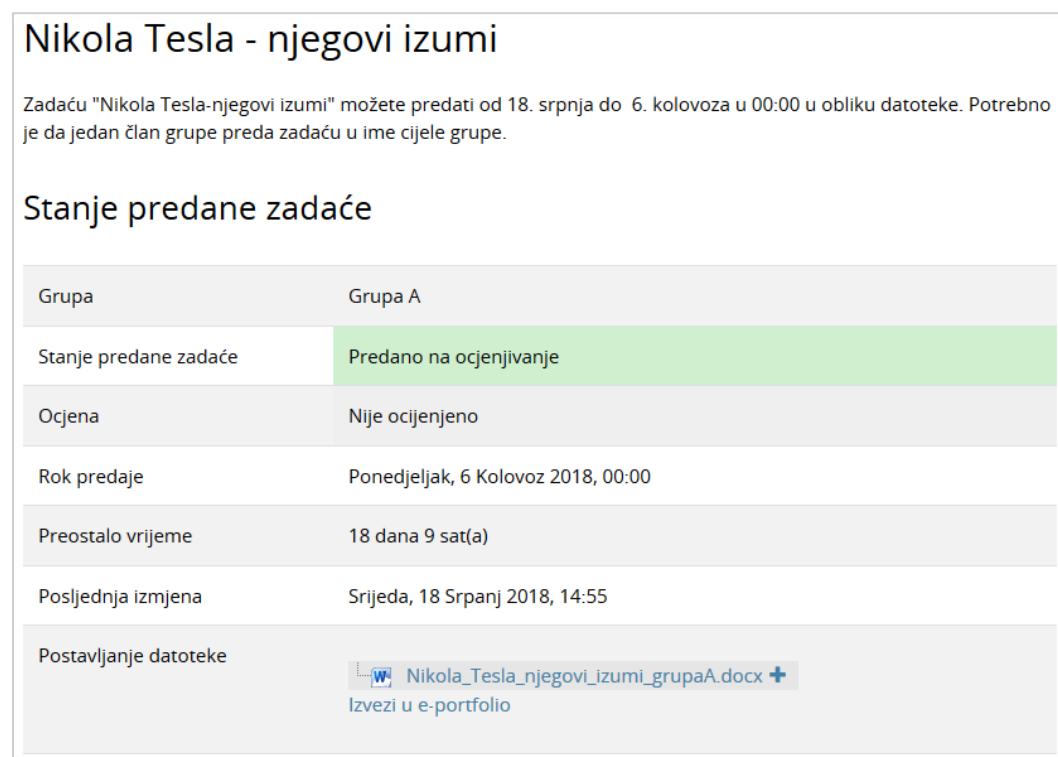 Nikola Tesla - njegovi izumi
Zadaću "Nikola Tesla-njegovi izumi" možete predati od 18. srpnja do  6. kolovoza u 00:00 u obliku datoteke. Potrebno
je da jedan član grupe preda zadaću u ime cijele grupe.
Stanje predane zadaće
Grupa Grupa A
Stanje predane zadaće Predano na ocjenjivanje
Ocjena Nije ocijenjeno
Rok predaje Ponedjeljak, 6 Kolovoz 2018, 00:00
Preostalo vrijeme 18 dana 9 sat(a)
Posljednja izmjena Srijeda, 18 Srpanj 2018, 14:55
Postavljanje datoteke
Nikola_Tesla_njegovi_izumi_grupaA.docx +
Izvezi u e-portfolio